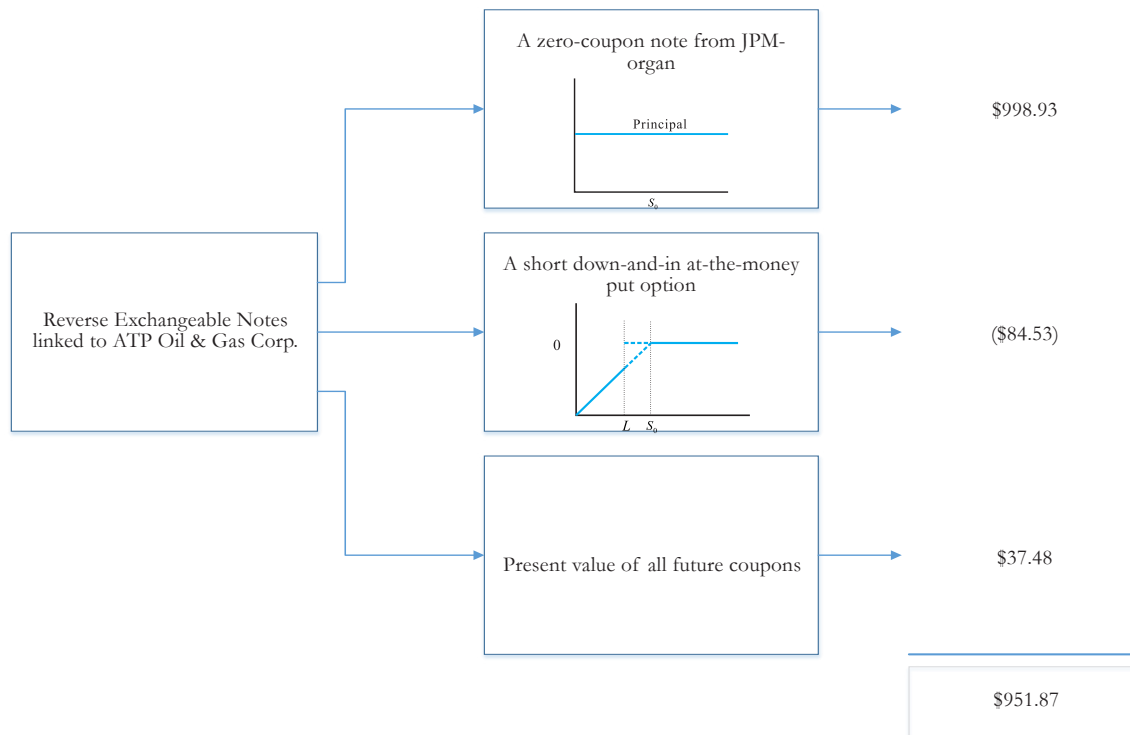 A zero-coupon note from JPM-
organ
Principal
S₀
$998.93
Reverse Exchangeable Notes
linked to ATP Oil & Gas Corp.
A short down-and-in at-the-money
put option
0
L S₀
($84.53)
Present value of all future coupons
$37.48
$951.87